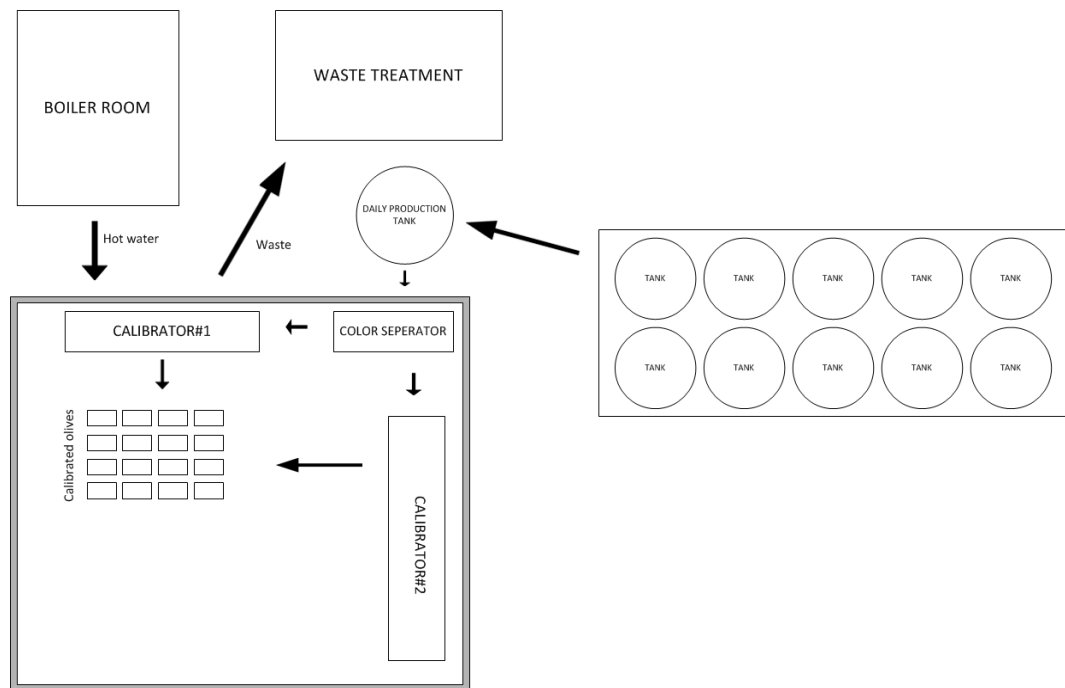 BOILER ROOM
WASTE TREATMENT
DAILY PRODUCTION
TANK
Hot water
Waste
TANK
TANK
TANK
TANK
TANK
TANK
TANK
TANK
TANK
TANK
CALIBRATOR#1
COLOR SEPERATOR
Calibrated olives
CALIBRATOR#2